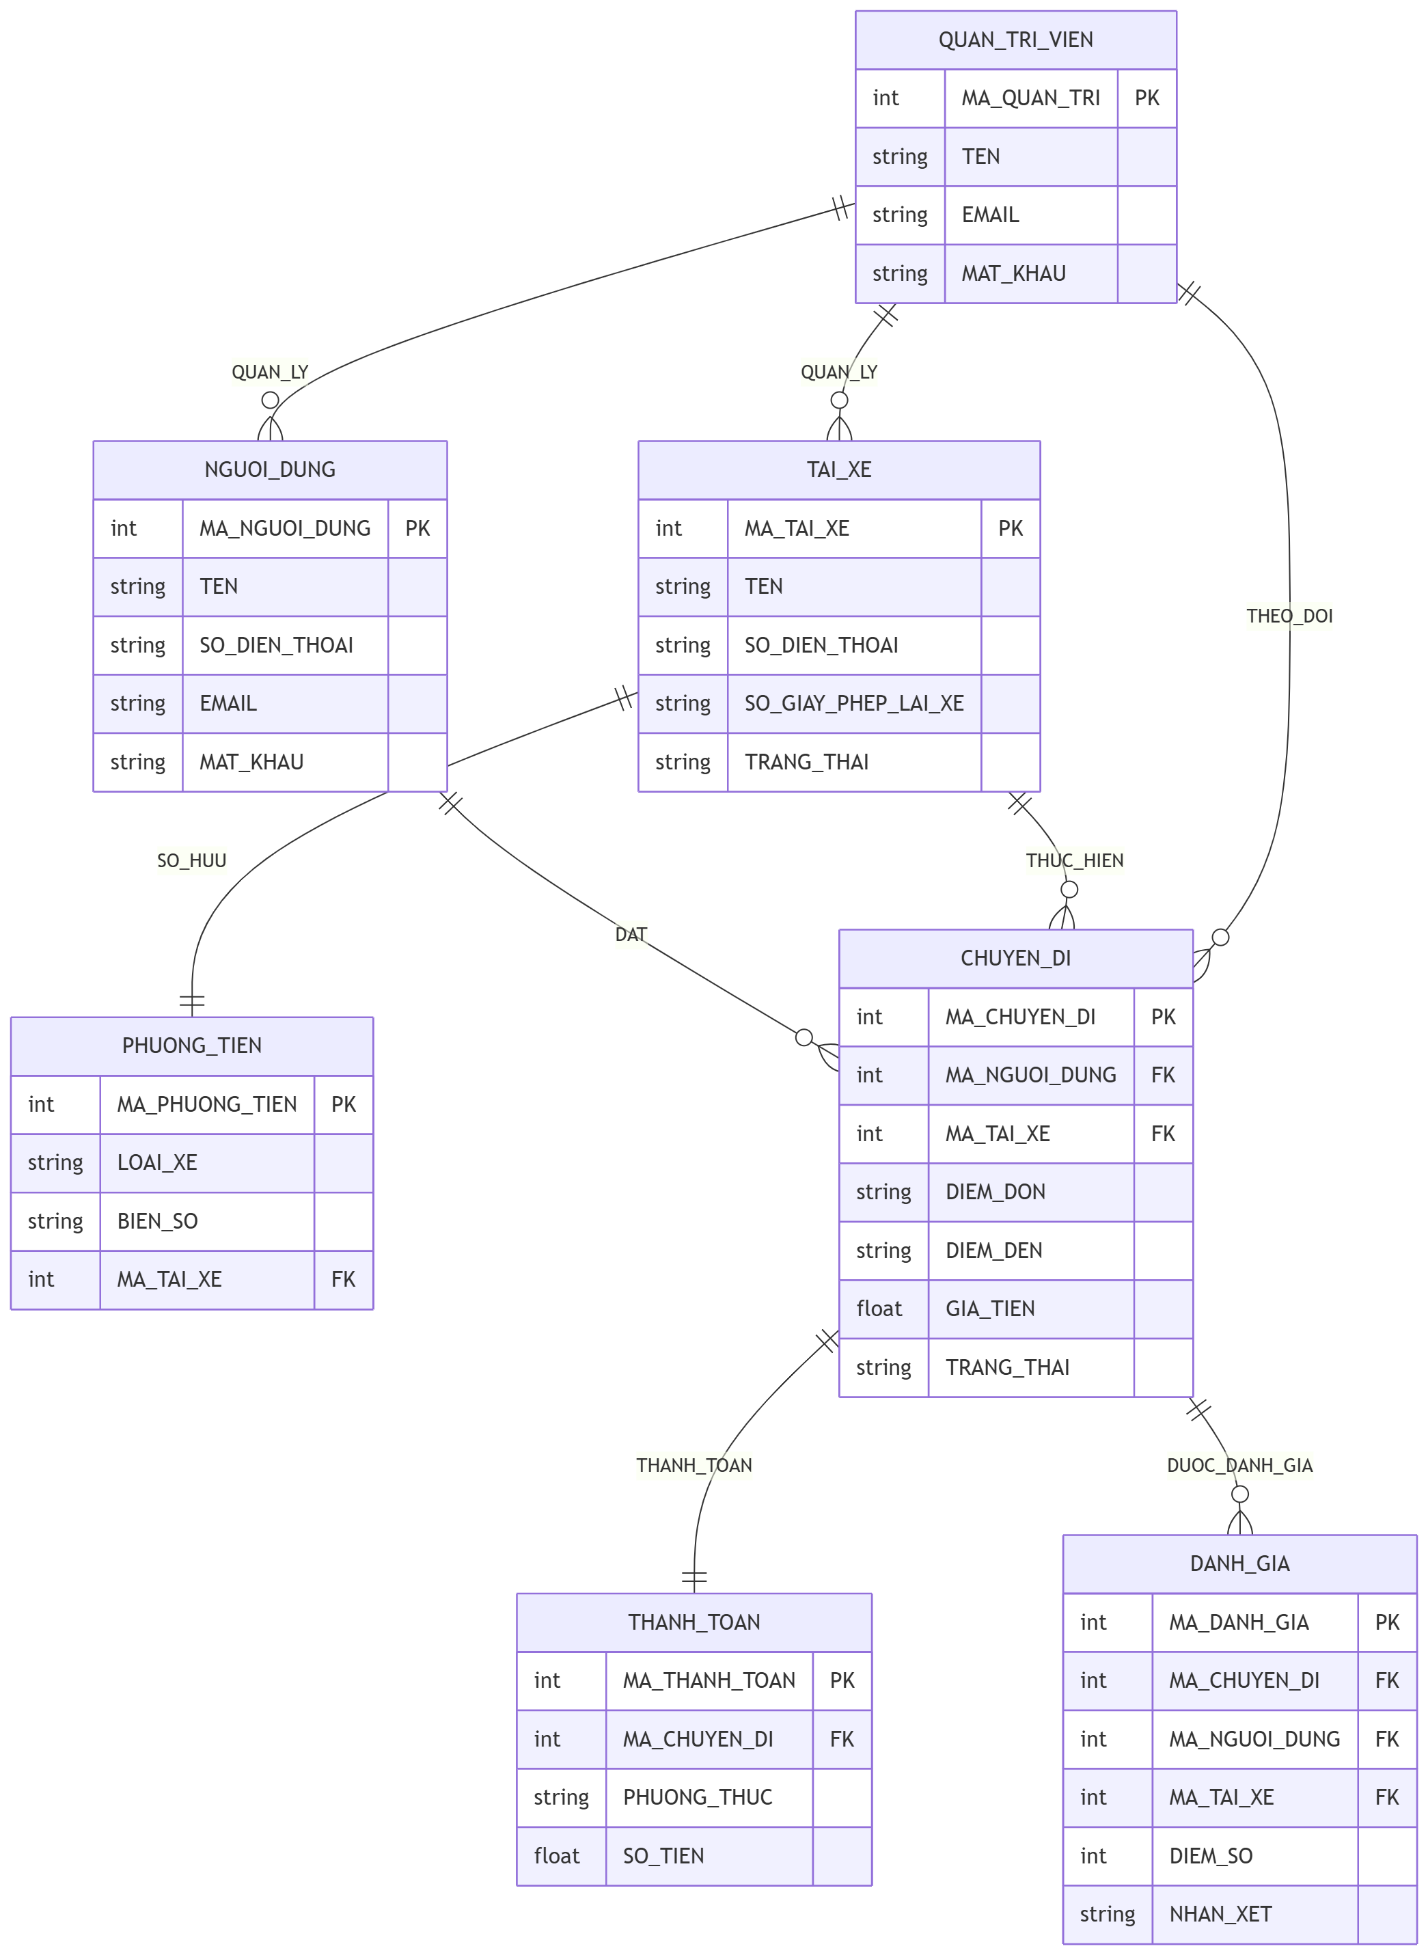 QUAN_TRI_VIEN
int MA_QUAN_TRI PK
string TEN
string EMAIL
string MAT_KHAU
QUAN_LY
QUAN_LY
THEO_DOI
NGUOI_DUNG
int MA_NGUOI_DUNG PK
string TEN
string SO_DIEN_THOAI
string EMAIL
string MAT_KHAU
TAI_XE
int MA_TAI_XE PK
string TEN
string SO_DIEN_THOAI
string SO_GIAY_PHEP_LAI_XE
string TRANG_THAI
SO_HUU
DAT
THUC_HIEN
PHUONG_TIEN
int MA_PHUONG_TIEN PK
string LOAI_XE
string BIEN_SO
int MA_TAI_XE FK
CHUYEN_DI
int MA_CHUYEN_DI PK
int MA_NGUOI_DUNG FK
int MA_TAI_XE FK
string DIEM_DON
string DIEM_DEN
float GIA_TIEN
string TRANG_THAI
THANH_TOAN
DUOC_DANH_GIA
THANH_TOAN
int MA_THANH_TOAN PK
int MA_CHUYEN_DI FK
string PHUONG_THUC
float SO_TIEN
DANH_GIA
int MA_DANH_GIA PK
int MA_CHUYEN_DI FK
int MA_NGUOI_DUNG FK
int MA_TAI_XE FK
int DIEM_SO
string NHAN_XET